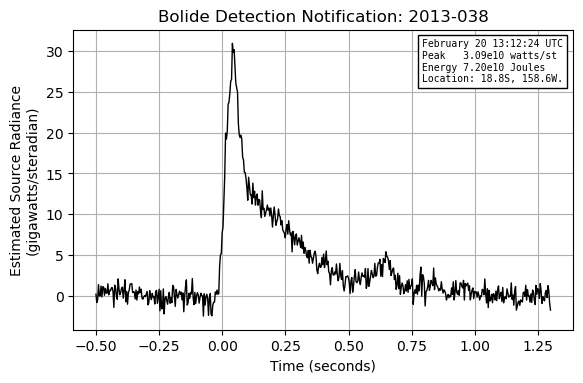 Bolide Detection Notification: 2013-038
February 20 13:12:24 UTC
Peak   3.09e10 watts/st
Energy 7.20e10 Joules
Location: 18.8S, 158.6W.
Estimated Source Radiance
(gigawatts/steradian)
30
25
20
15
10
5
0
−0.50 −0.25 0.00 0.25 0.50 0.75 1.00 1.25
Time (seconds)